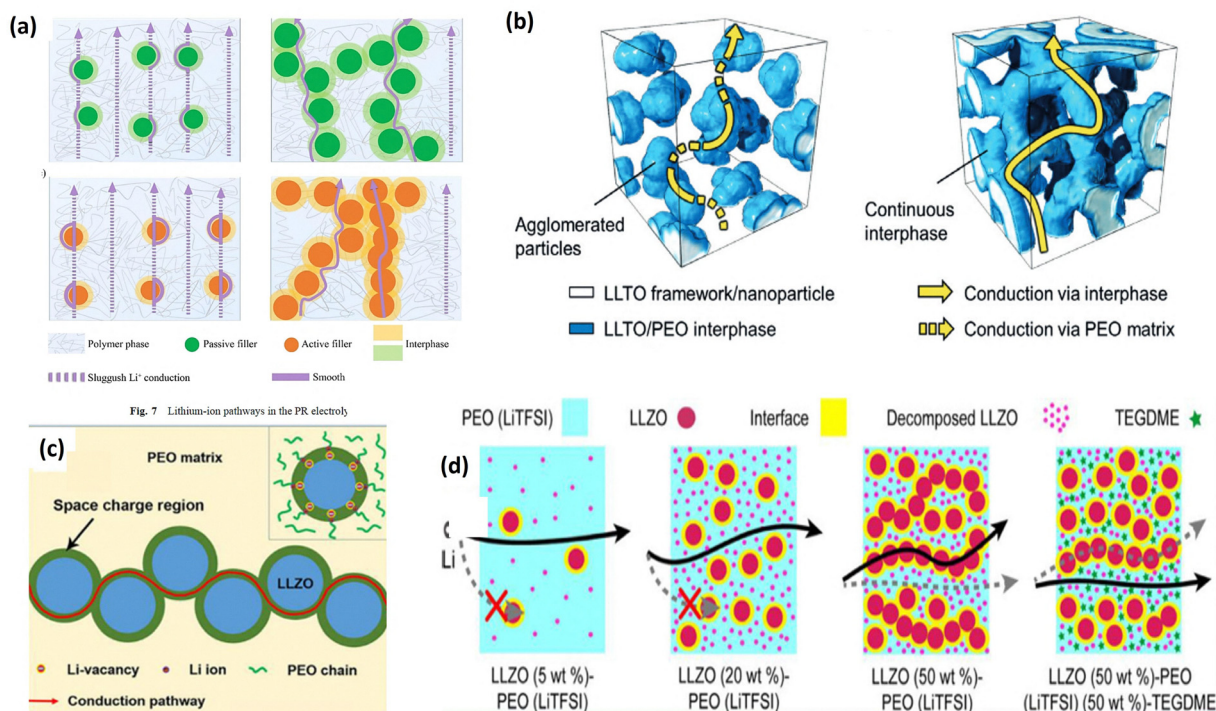 (a)
)
Polymer phase
Passive filler
Active filler
Interphase
Sluggush Li⁺ conduction
Smooth
Fig. 7 Lithium-ion pathways in the PR electroly
(b)
Agglomerated
particles
Continuous
interphase
LLTO framework/nanoparticle
LLTO/PEO interphase
Conduction via interphase
Conduction via PEO matrix
(c)
PEO matrix
Space charge region
LLZO
Li-vacancy
Li ion
PEO chain
Conduction pathway
(d)
PEO (LiTFSI)
LLZO
Interface
Decomposed LLZO
TEGDME
Li
LLZO (5 wt %)-
PEO (LiTFSI)
LLZO (20 wt %)-
PEO (LiTFSI)
LLZO (50 wt %)-
PEO (LiTFSI)
LLZO (50 wt %)-PEO
(LiTFSI) (50 wt %)-TEGDME